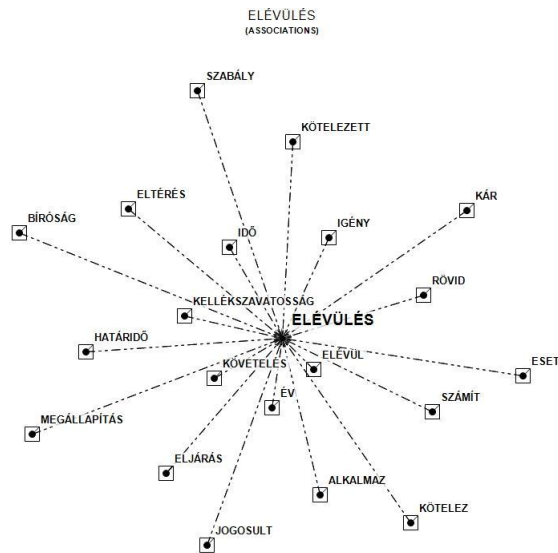 ELÉVÜLÉS
(ASSOCIATIONS)
SZABÁLY
KÖTELEZETT
ELTÉRÉS
KÁR
BÍRÓSÁG
IDŐ
IGÉNY
RÖVID
KELLÉKSZAVATOSSÁG
ELÉVÜLÉS
HATÁRIDŐ
ELÉVÜL
KÖVETELÉS
ESET
ÉV
SZÁMÍT
MEGÁLLAPÍTÁS
ELJÁRÁS
ALKALMAZ
KÖTELEZ
JOGOSULT